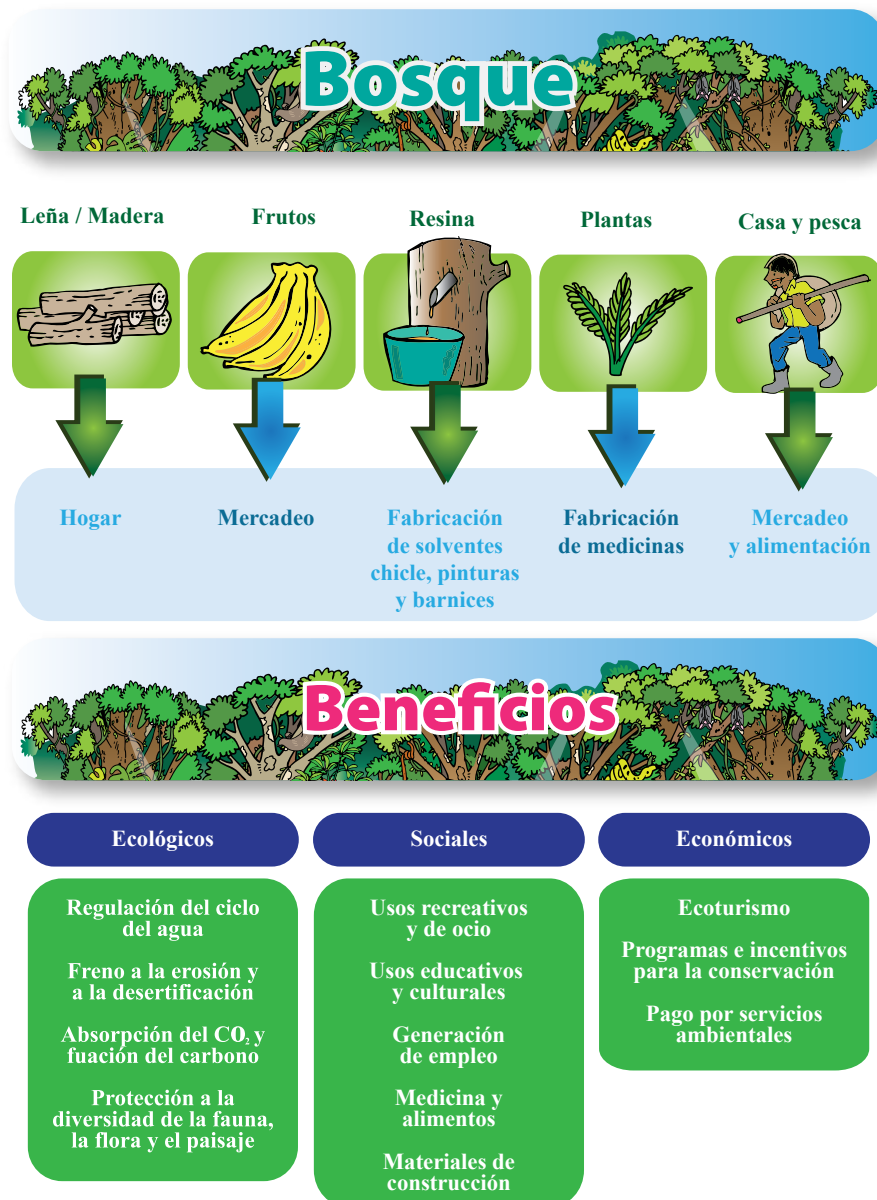 Bosque
Leña / Madera
Frutos
Resina
Plantas
Casa y pesca
Hogar
Mercadeo
Fabricación
de solventes
chicle, pinturas
y barnices
Fabricación
de medicinas
Mercadeo
y alimentación
Beneficios
Ecológicos
Regulación del ciclo
del agua
Freno a la erosión y
a la desertificación
Absorpción del CO₂ y
fuación del carbono
Protección a la
diversidad de la fauna,
la flora y el paisaje
Sociales
Usos recreativos
y de ocio
Usos educativos
y culturales
Generación
de empleo
Medicina y
alimentos
Materiales de
construcción
Económicos
Ecoturismo
Programas e incentivos
para la conservación
Pago por servicios
ambientales